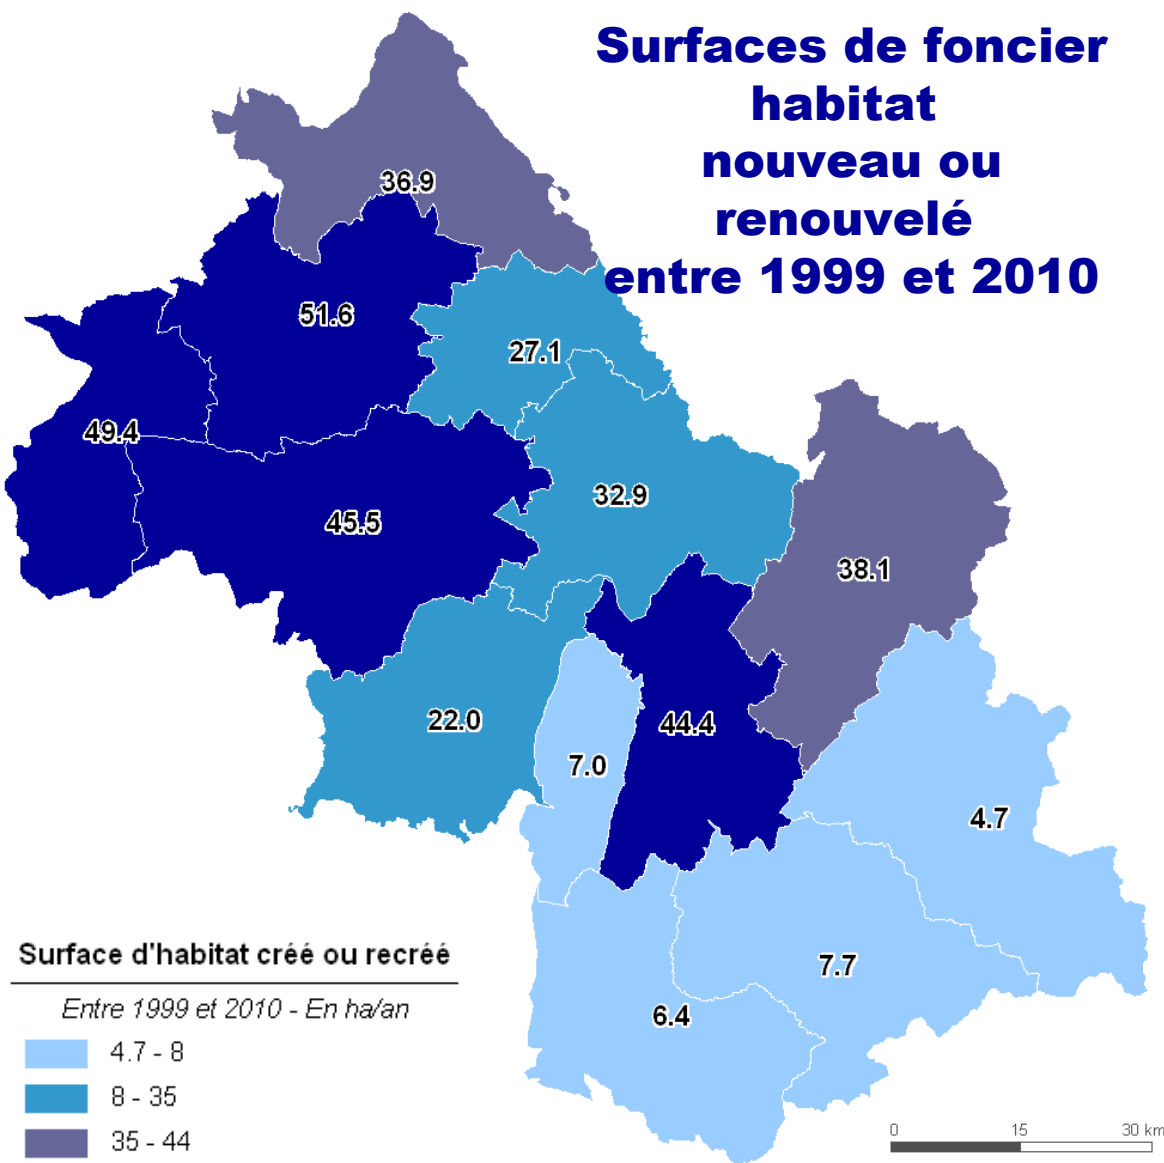 Surfaces de foncier
habitat
nouveau ou
renouvelé
entre 1999 et 2010
36.9
51.6
27.1
49.4
32.9
45.5
38.1
22.0
44.4
7.0
4.7
7.7
6.4
Surface d'habitat créé ou recréé
Entre 1999 et 2010 - En ha/an
4.7 - 8
8 - 35
35 - 44
0 15 30 km